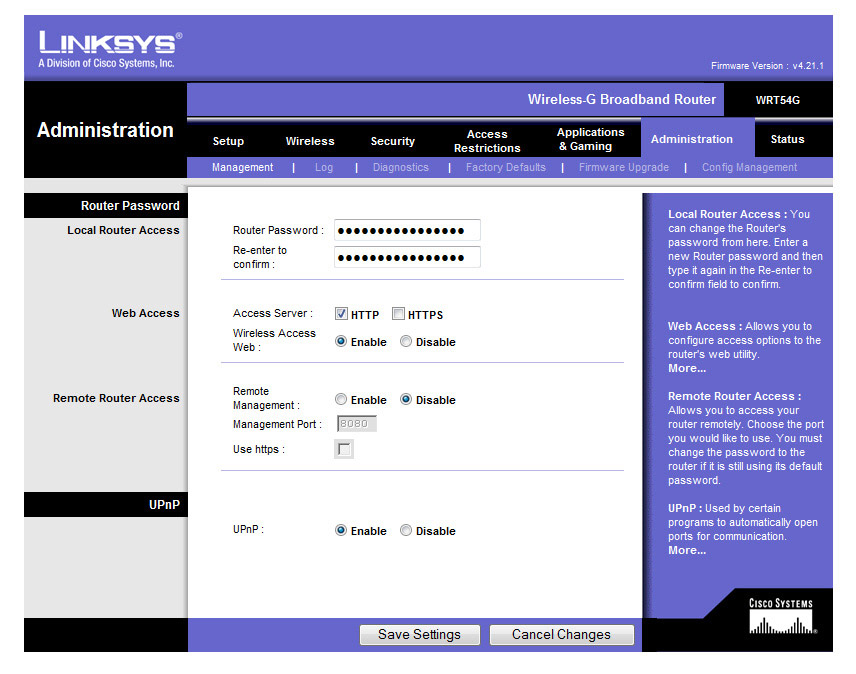 LINKSYS®
A Division of Cisco Systems, Inc.
Firmware Version : v4.21.1
Wireless-G Broadband Router
WRT54G
Administration
Setup
Wireless
Security
Access Restrictions
Applications & Gaming
Administration
Status
Management | Log | Diagnostics | Factory Defaults | Firmware Upgrade | Config Management
Router Password
Local Router Access
Router Password :
Re-enter to
confirm :
Web Access
Access Server :
HTTP
HTTPS
Wireless Access
Web :
Enable
Disable
Remote Router Access
Remote
Management :
Enable
Disable
Management Port :
8080
Use https :
UPnP
UPnP :
Enable
Disable
Local Router Access : You
can change the Router's
password from here. Enter a
new Router password and then
type it again in the Re-enter to
confirm field to confirm.
Web Access : Allows you to
configure access options to the
router's web utility.
More...
Remote Router Access :
Allows you to access your
router remotely. Choose the port
you would like to use. You must
change the password to the
router if it is still using its default
password.
UPnP : Used by certain
programs to automatically open
ports for communication.
More...
Save Settings
Cancel Changes
CISCO SYSTEMS